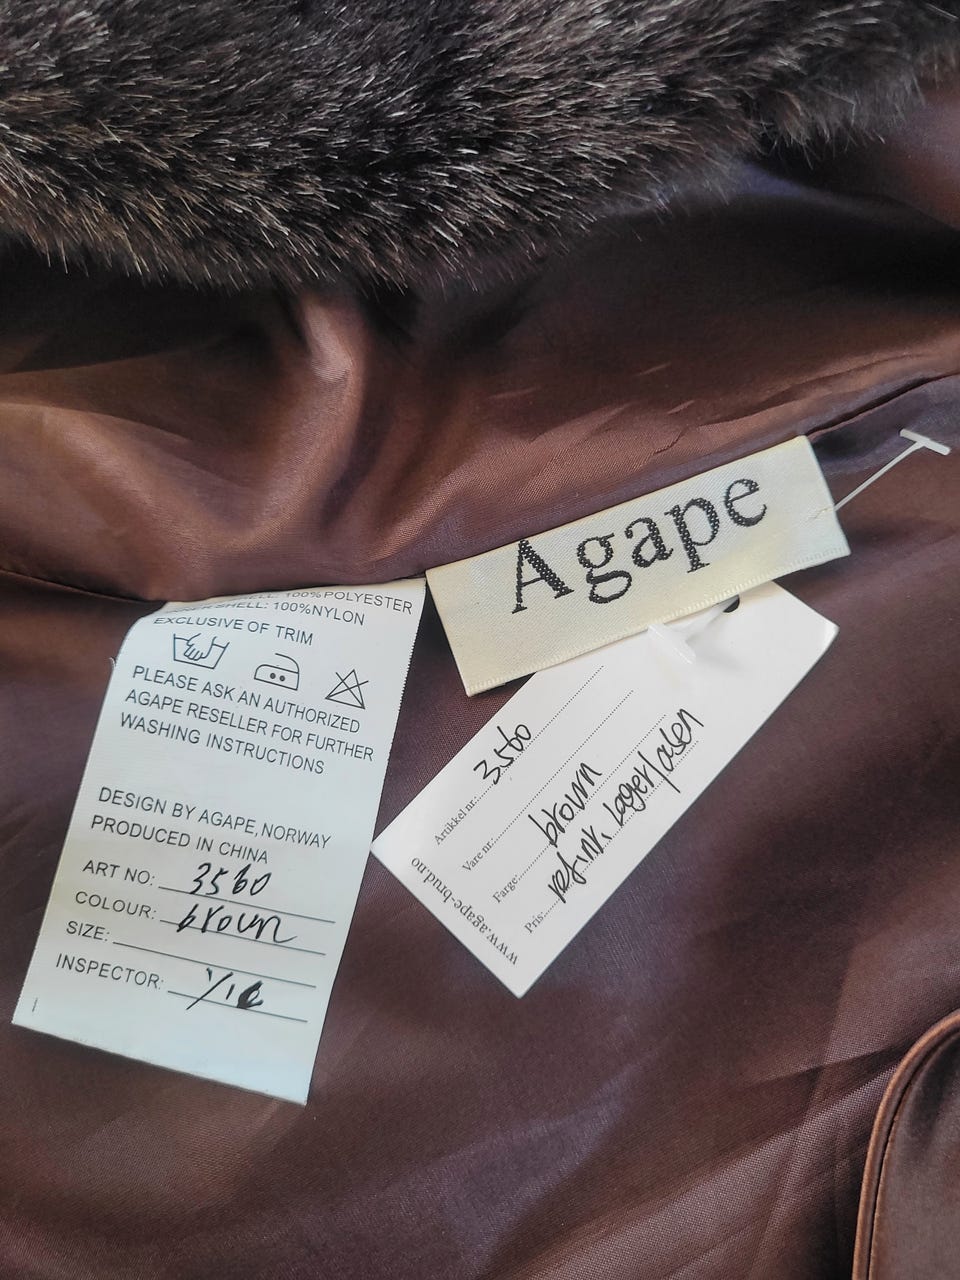 Agape
SHELL: 100%POLYESTER
SHELL: 100%NYLON
EXCLUSIVE OF TRIM
PLEASE ASK AN AUTHORIZED
AGAPE RESELLER FOR FURTHER
WASHING INSTRUCTIONS
DESIGN BY AGAPE, NORWAY
PRODUCED IN CHINA
ART NO: 3560
COLOUR: broun
SIZE:
INSPECTOR:
Artikkel nr. 3560
Vare nr.
Farge: brown
Pris:
www.agape-brud.no